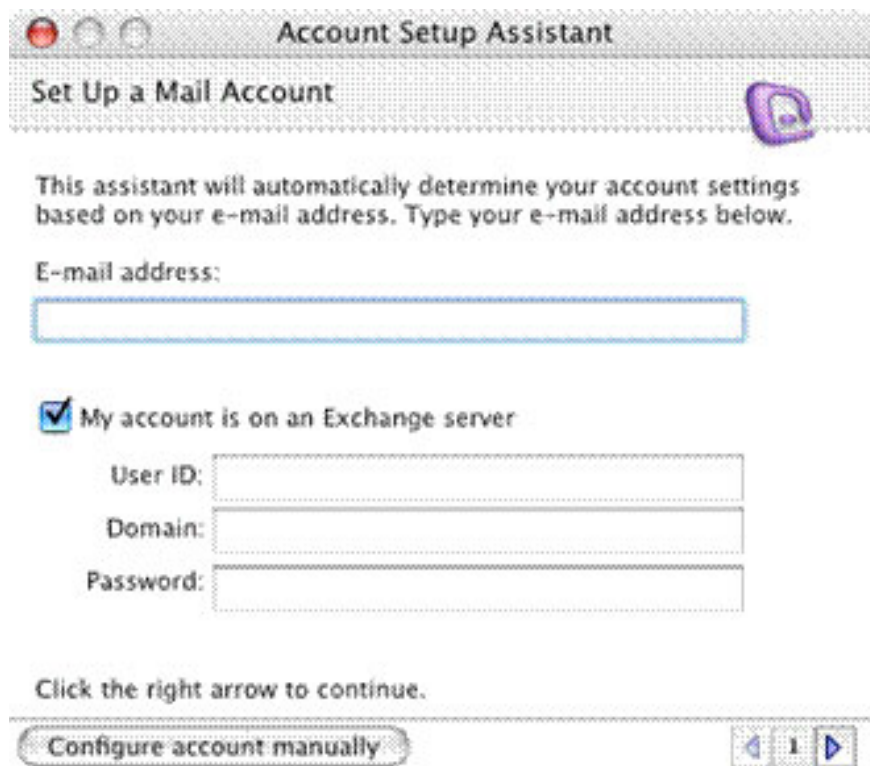 Account Setup Assistant
Set Up a Mail Account
This assistant will automatically determine your account settings
based on your e-mail address. Type your e-mail address below.
E-mail address:
My account is on an Exchange server
User ID:
Domain:
Password:
Click the right arrow to continue.
Configure account manually
1